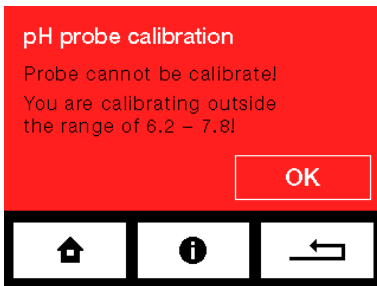 pH probe calibration
Probe cannot be calibrate!
You are calibrating outside
the range of 6.2 – 7.8!
OK